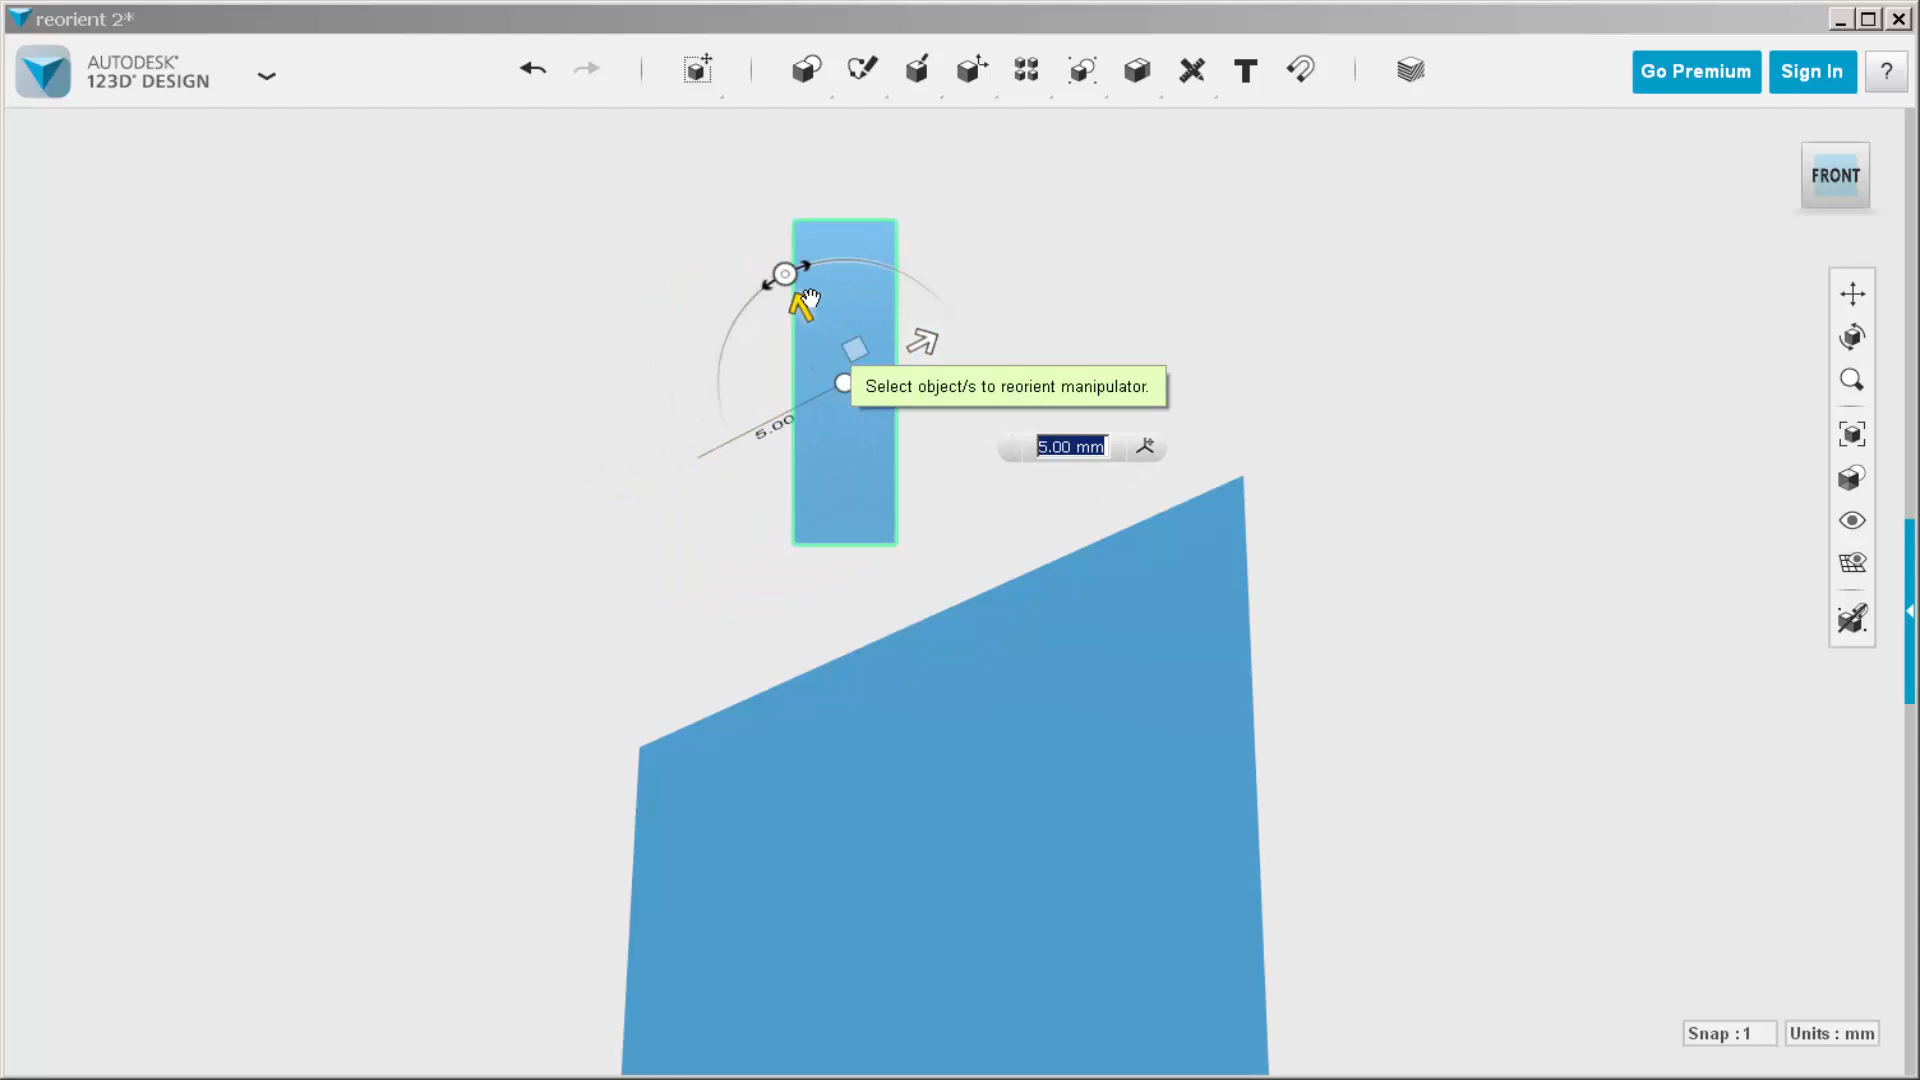 reorient 2*
AUTODESK®
123D® DESIGN
T
Go Premium
Sign In
?
FRONT
Select object/s to reorient manipulator.
5.00
5.00 mm
Snap : 1
Units : mm